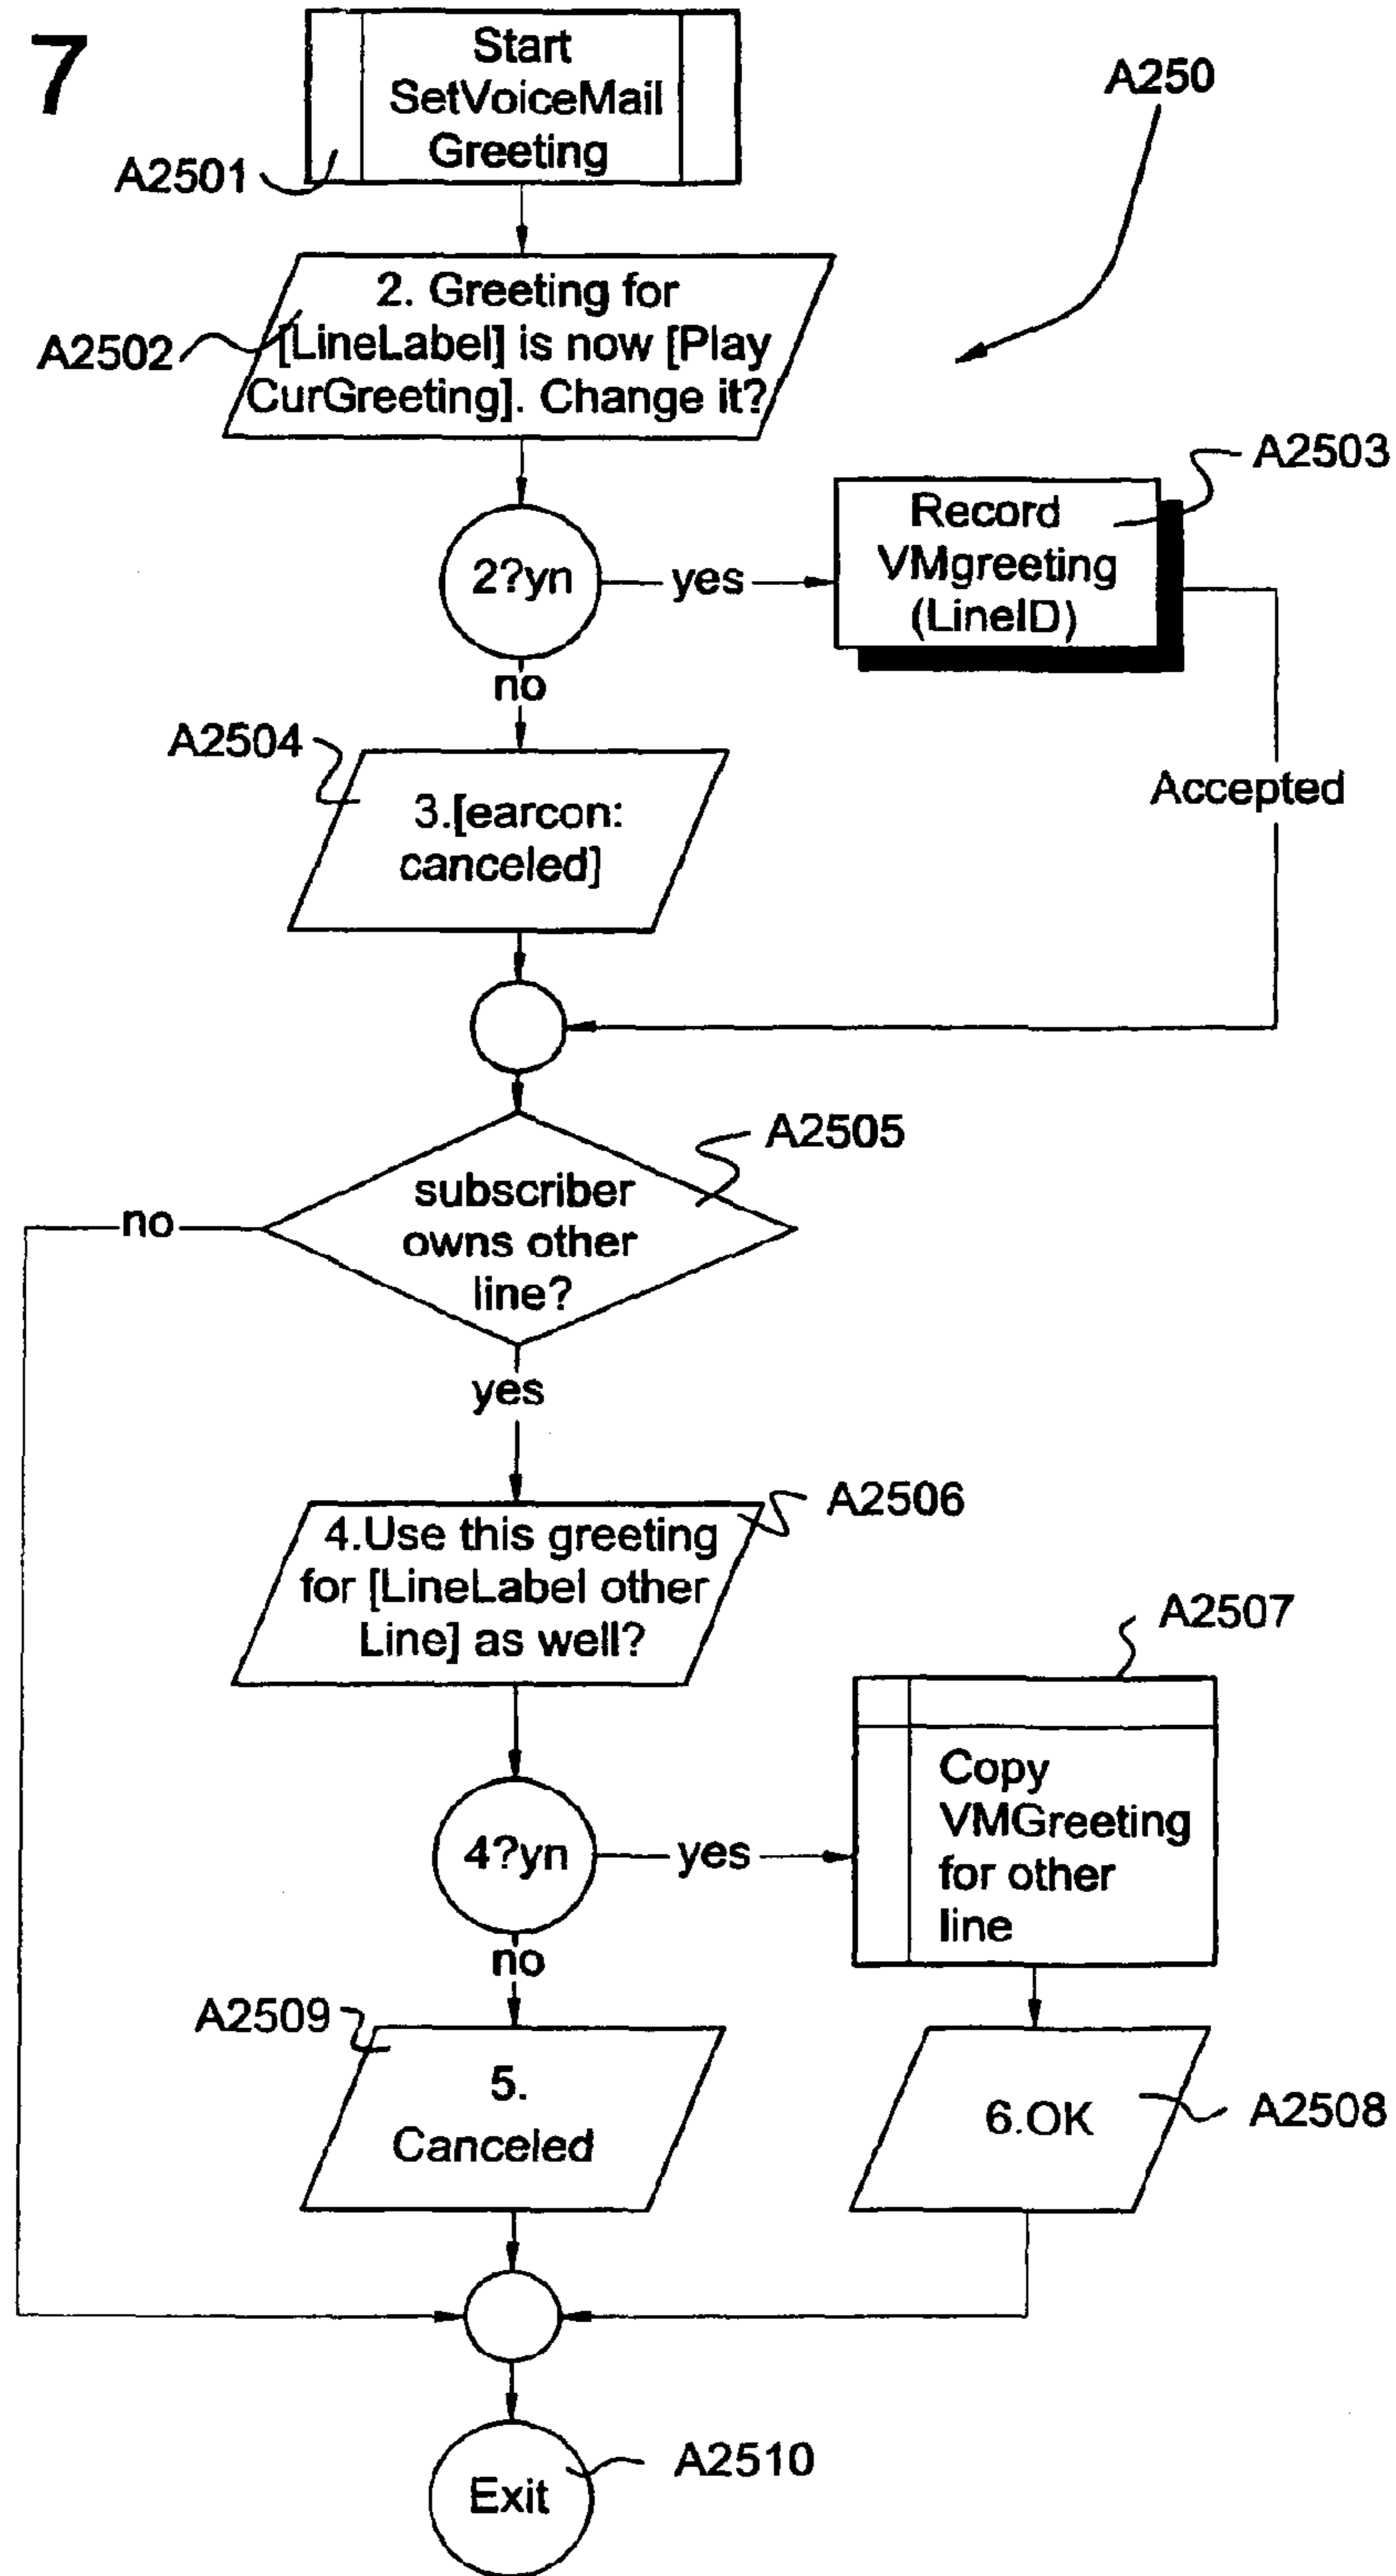 7
Start
SetVoiceMail
Greeting
A250
A2501
2. Greeting for
[LineLabel] is now [Play
CurGreeting]. Change it?
A2502
A2503
Record
VMgreeting
(LineID)
2?yn
yes
no
A2504
3.[earcon:
canceled]
Accepted
A2505
subscriber
owns other
line?
no
yes
A2506
4.Use this greeting
for [LineLabel other
Line] as well?
A2507
Copy
VMGreeting
for other
line
4?yn
yes
no
A2509
5.
Canceled
6.OK
A2508
Exit
A2510